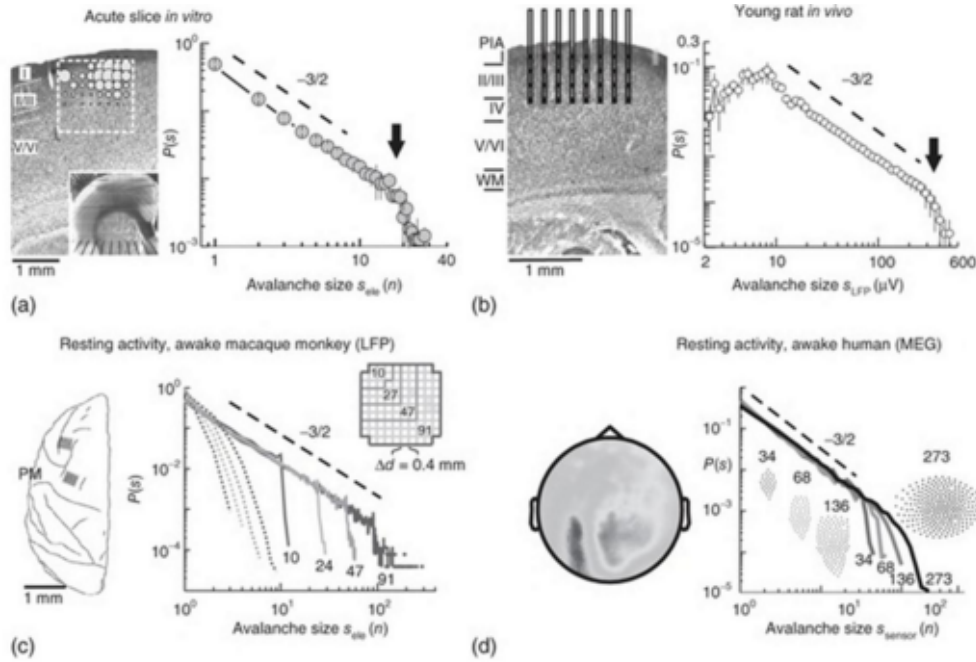 Acute slice in vitro
I
II/III
V/VI
1 mm
P(s)
10^0
10^-3
-3/2
1
10
40
Avalanche size s_ele (n)
(a)
Young rat in vivo
PIA
I
II/III
IV
V/VI
WM
1 mm
P(s)
0.3
10^-1
10^-5
-3/2
2
10
100
600
Avalanche size s_LFP (μV)
(b)
Resting activity, awake macaque monkey (LFP)
PM
1 mm
P(s)
10^0
10^-2
10^-4
-3/2
10
27
47
91
Δd = 0.4 mm
10
24
47
91
10^0
10^1
10^2
Avalanche size s_ele (n)
(c)
Resting activity, awake human (MEG)
P(s)
10^-1
10^-3
10^-5
-3/2
34
68
136
273
34
68
136
273
10^0
10^1
10^2
Avalanche size s_sensor (n)
(d)